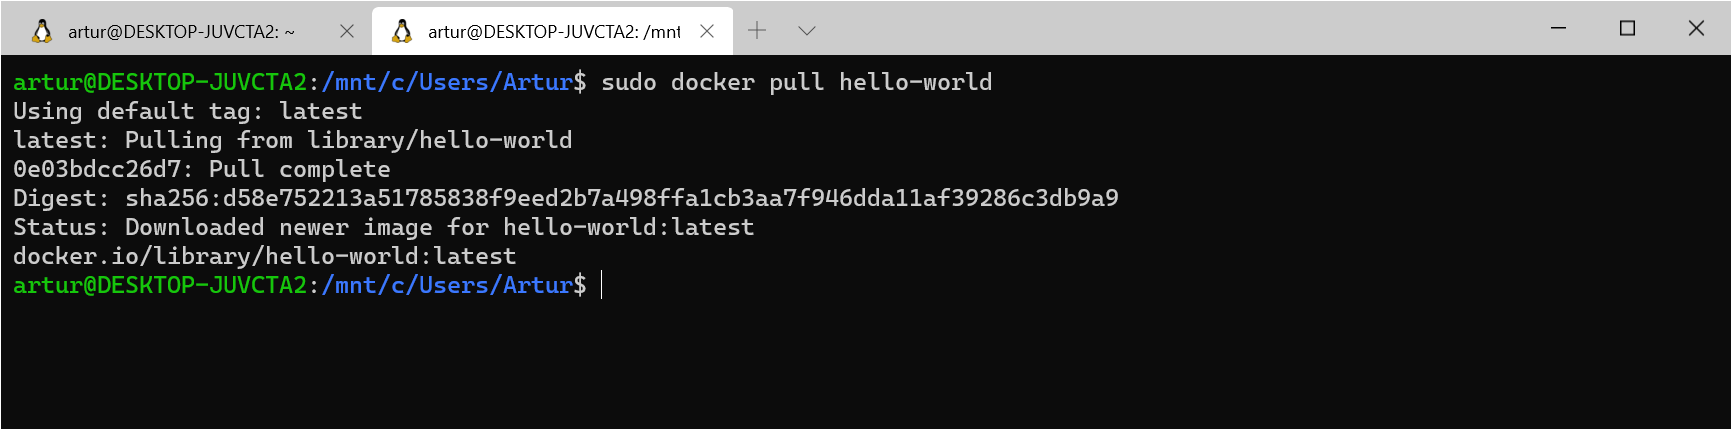 artur@DESKTOP-JUVCTA2: ~
artur@DESKTOP-JUVCTA2: /mnt
artur@DESKTOP-JUVCTA2:/mnt/c/Users/Artur$ sudo docker pull hello-world
Using default tag: latest
latest: Pulling from library/hello-world
0e03bdcc26d7: Pull complete
Digest: sha256:d58e752213a51785838f9eed2b7a498ffa1cb3aa7f946dda11af39286c3db9a9
Status: Downloaded newer image for hello-world:latest
docker.io/library/hello-world:latest
artur@DESKTOP-JUVCTA2:/mnt/c/Users/Artur$